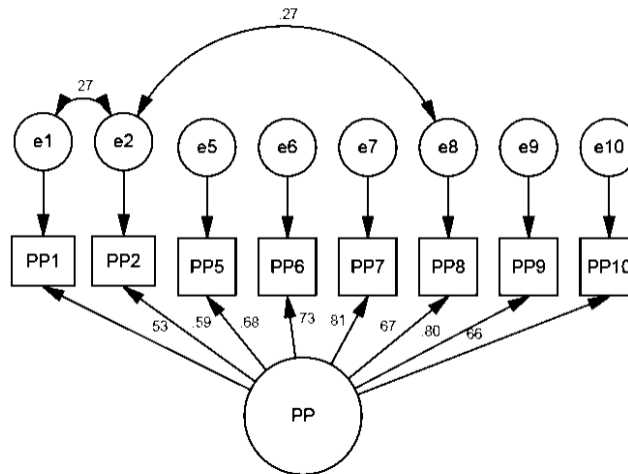 .27
27
e1 e2 e5 e6 e7 e8 e9 e10
PP1 PP2 PP5 PP6 PP7 PP8 PP9 PP10
53 .59 .68 73 81 67 .80 66
PP